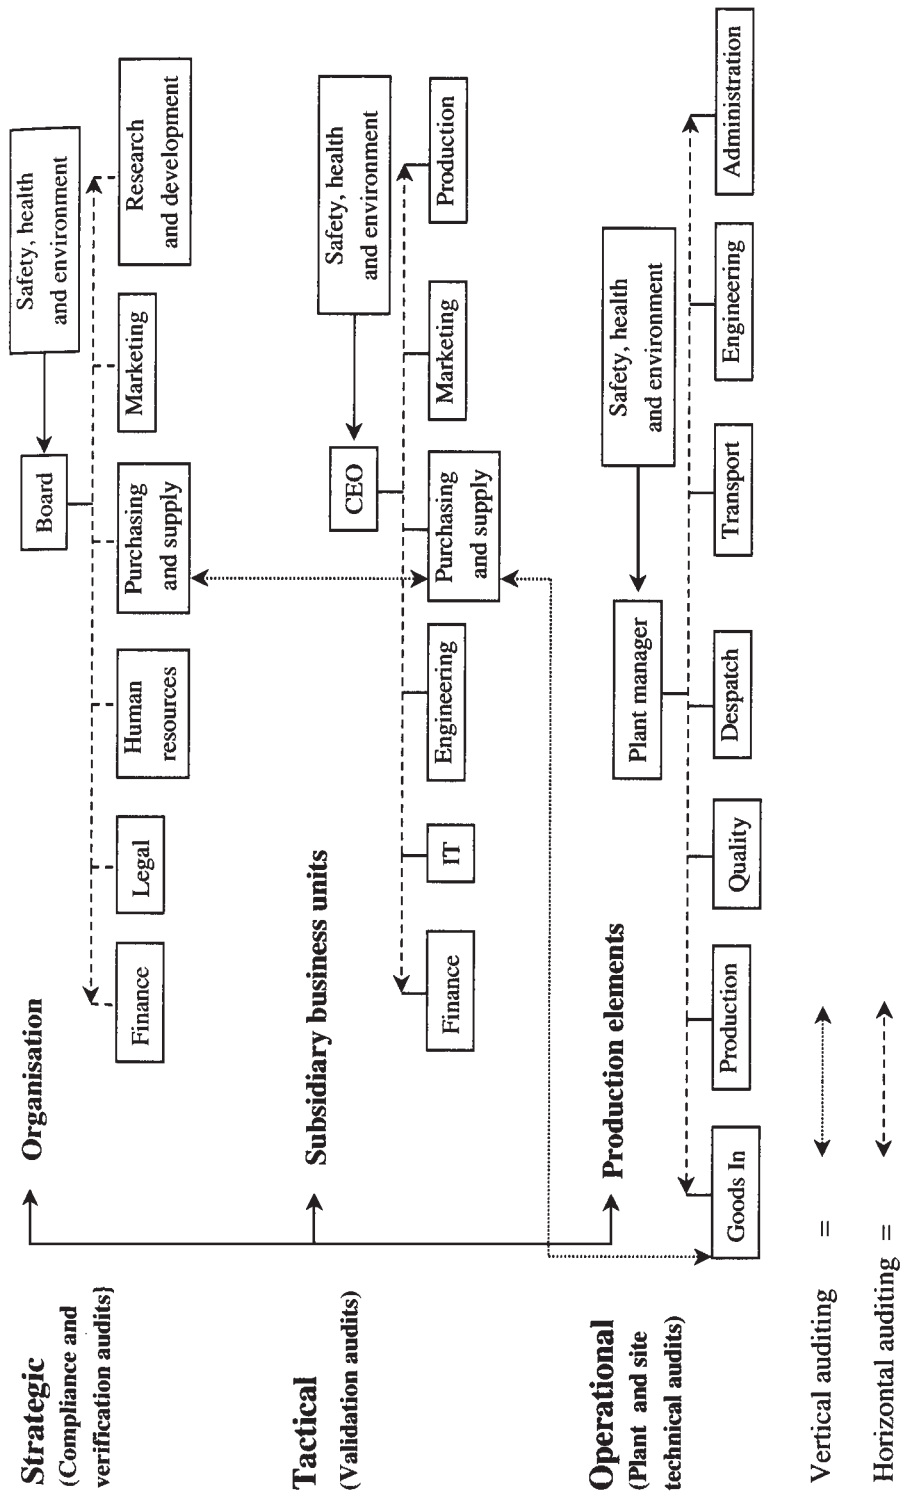 Strategic
(Compliance and
verification audits}
Organisation
Board
Safety, health
and environment
Finance
Legal
Human
resources
Purchasing
and supply
Marketing
Research
and development
Tactical
(Validation audits)
Subsidiary business units
CEO
Safety, health
and environment
Finance
IT
Engineering
Purchasing
and supply
Marketing
Production
Operational
(Plant and site
technical audits)
Production elements
Plant manager
Safety, health
and environment
Goods In
Production
Quality
Despatch
Transport
Engineering
Administration
Vertical auditing =
Horizontal auditing =